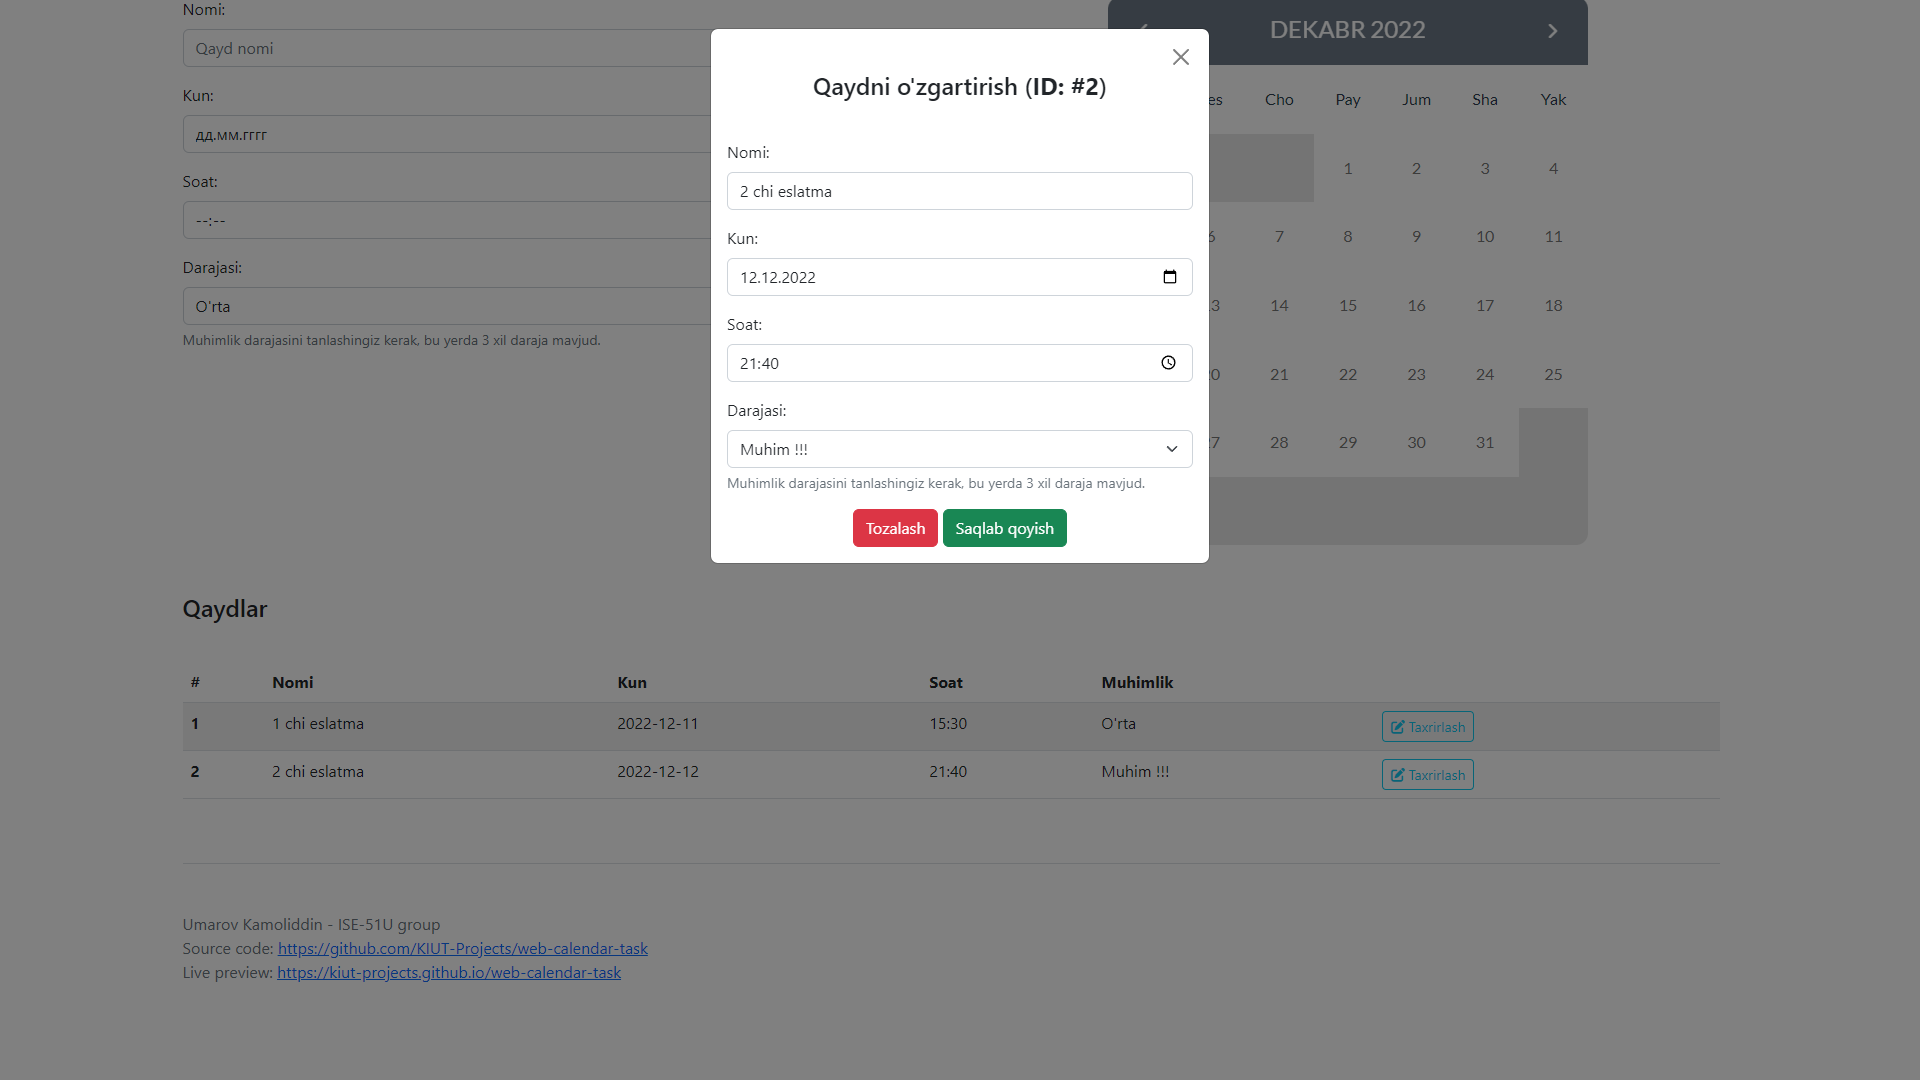 Nomi:
Qayd nomi
Kun:
дд.мм.гггг
Soat:
--:--
Darajasi:
O'rta
Muhimlik darajasini tanlashingiz kerak, bu yerda 3 xil daraja mavjud.
Qaydni o'zgartirish (ID: #2)
Nomi:
2 chi eslatma
Kun:
12.12.2022
Soat:
21:40
Darajasi:
Muhim !!!
Muhimlik darajasini tanlashingiz kerak, bu yerda 3 xil daraja mavjud.
Tozalash Saqlab qoyish
DEKABR 2022
es Cho Pay Jum Sha Yak
1 2 3 4
6 7 8 9 10 11
3 14 15 16 17 18
0 21 22 23 24 25
7 28 29 30 31
Qaydlar
# Nomi Kun Soat Muhimlik
1 1 chi eslatma 2022-12-11 15:30 O'rta Taxrirlash
2 2 chi eslatma 2022-12-12 21:40 Muhim !!! Taxrirlash
Umarov Kamoliddin - ISE-51U group
Source code: https://github.com/KIUT-Projects/web-calendar-task
Live preview: https://kiut-projects.github.io/web-calendar-task